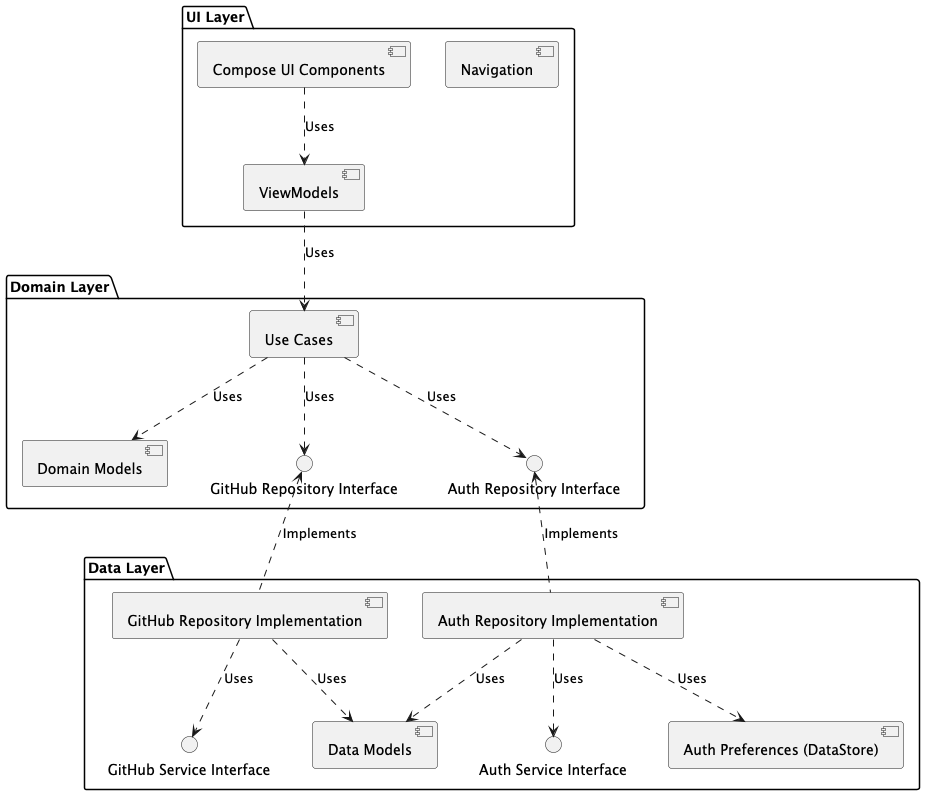 UI Layer
Compose UI Components
Navigation
Uses
ViewModels
Uses
Domain Layer
Use Cases
Uses
Uses
Uses
Domain Models
GitHub Repository Interface
Auth Repository Interface
Implements
Implements
Data Layer
GitHub Repository Implementation
Auth Repository Implementation
Uses
Uses
Uses
Uses
Uses
Data Models
Auth Preferences (DataStore)
GitHub Service Interface
Auth Service Interface